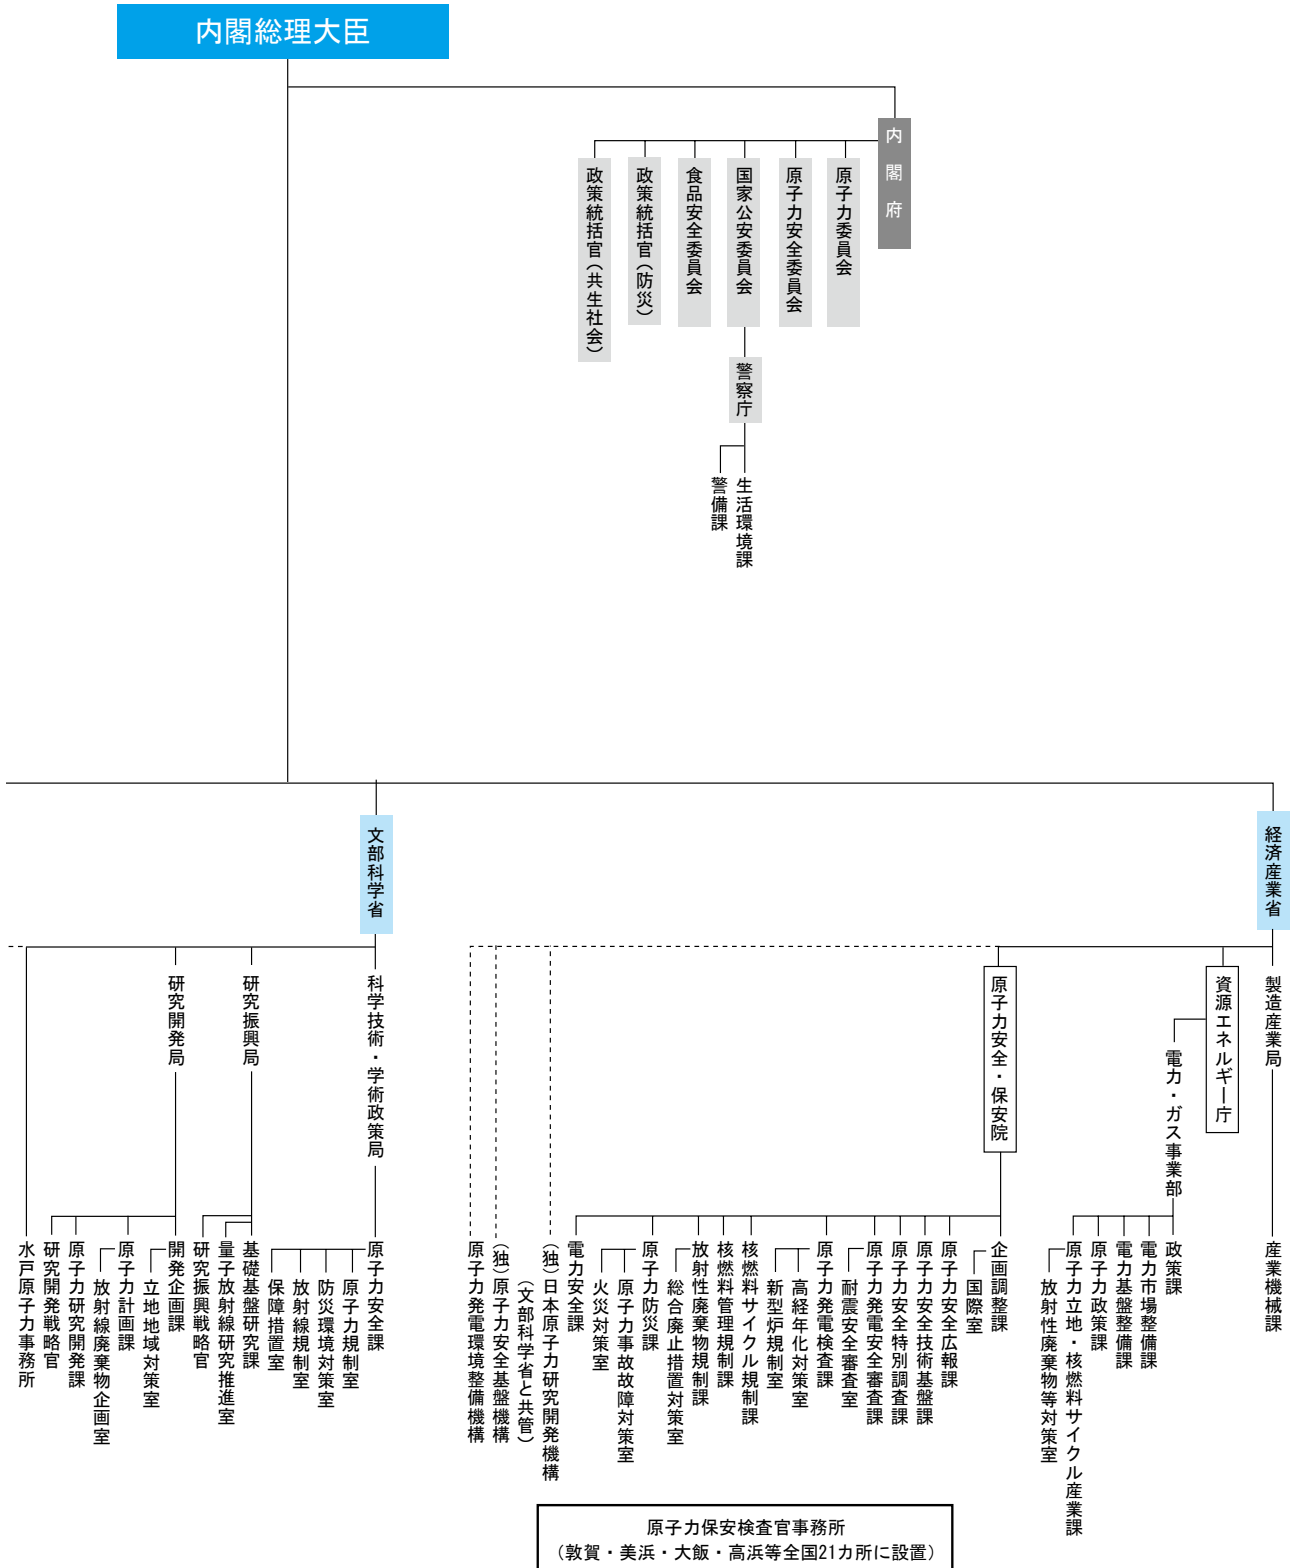 内閣総理大臣
内閣府
原子力委員会
原子力安全委員会
国家公安委員会
食品安全委員会
政策統括官（防災）
政策統括官（共生社会）
警察庁
生活環境課
警備課
経済産業省
文部科学省
製造産業局
資源エネルギー庁
電力・ガス事業部
原子力安全・保安院
科学技術・学術政策局
研究振興局
研究開発局
産業機械課
政策課
電力市場整備課
電力基盤整備課
原子力政策課
原子力立地・核燃料サイクル産業課
放射性廃棄物等対策室
企画調整課
国際室
原子力安全広報課
原子力安全技術基盤課
原子力安全特別調査課
原子力発電安全審査課
耐震安全審査室
原子力発電検査課
高経年化対策室
新型炉規制室
核燃料サイクル規制課
核燃料管理規制課
放射性廃棄物規制課
総合廃止措置対策室
原子力防災課
原子力事故故障対策室
火災対策室
電力安全課
（独）日本原子力研究開発機構
（文部科学省と共管）
（独）原子力安全基盤機構
原子力発電環境整備機構
原子力安全課
原子力規制室
防災環境対策室
放射線規制室
保障措置室
基礎基盤研究課
量子放射線研究推進室
研究振興戦略官
開発企画課
立地地域対策室
原子力計画課
放射線廃棄物企画室
原子力研究開発課
研究開発戦略官
水戸原子力事務所
原子力保安検査官事務所
（敦賀・美浜・大飯・高浜等全国21カ所に設置）